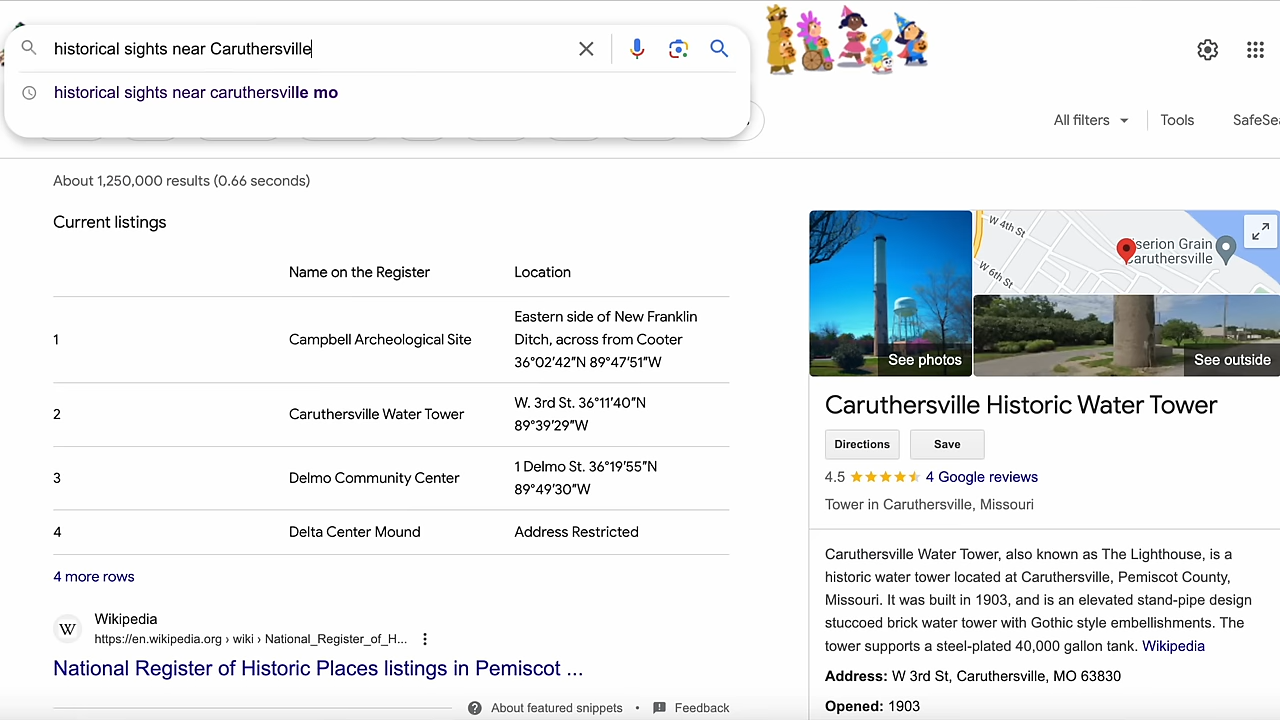 historical sights near Caruthersville
historical sights near caruthersville mo
All filters
Tools
SafeSea
About 1,250,000 results (0.66 seconds)
Current listings
Name on the Register Location
1 Campbell Archeological Site Eastern side of New Franklin
Ditch, across from Cooter
36°02′42″N 89°47′51″W
2 Caruthersville Water Tower W. 3rd St. 36°11′40″N
89°39′29″W
3 Delmo Community Center 1 Delmo St. 36°19′55″N
89°49′30″W
4 Delta Center Mound Address Restricted
4 more rows
W
Wikipedia
https://en.wikipedia.org › wiki › National_Register_of_H...
National Register of Historic Places listings in Pemiscot ...
About featured snippets • Feedback
W 4th St
W 6th St
serion Grain
Caruthersville
See photos
See outside
Caruthersville Historic Water Tower
Directions
Save
4.5 4 Google reviews
Tower in Caruthersville, Missouri
Caruthersville Water Tower, also known as The Lighthouse, is a
historic water tower located at Caruthersville, Pemiscot County,
Missouri. It was built in 1903, and is an elevated stand-pipe design
stuccoed brick water tower with Gothic style embellishments. The
tower supports a steel-plated 40,000 gallon tank. Wikipedia
Address: W 3rd St, Caruthersville, MO 63830
Opened: 1903